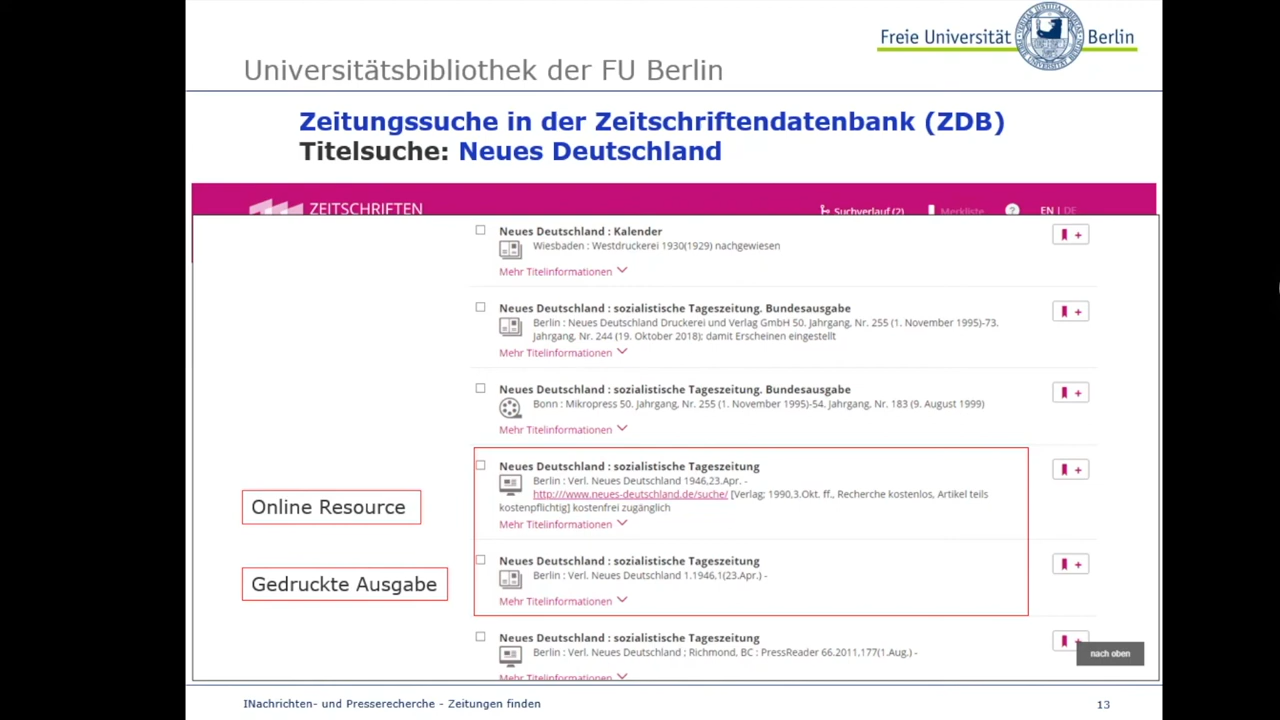 Freie Universität Berlin
Universitätsbibliothek der FU Berlin
Zeitungssuche in der Zeitschriftendatenbank (ZDB)
Titelsuche: Neues Deutschland
ZEITSCHRIFTEN Suchverlauf (2) Merkliste ? EN | DE
Neues Deutschland : Kalender
Wiesbaden : Westdruckerei 1930(1929) nachgewiesen
Mehr Titelinformationen
Neues Deutschland : sozialistische Tageszeitung. Bundesausgabe
Berlin : Neues Deutschland Druckerei und Verlag GmbH 50. Jahrgang, Nr. 255 (1. November 1995)-73.
Jahrgang, Nr. 244 (19. Oktober 2018); damit Erscheinen eingestellt
Mehr Titelinformationen
Neues Deutschland : sozialistische Tageszeitung. Bundesausgabe
Bonn : Mikropress 50. Jahrgang, Nr. 255 (1. November 1995)-54. Jahrgang, Nr. 183 (9. August 1999)
Mehr Titelinformationen
Neues Deutschland : sozialistische Tageszeitung
Berlin : Verl. Neues Deutschland 1946,23.Apr. -
http://www.neues-deutschland.de/suche/ [Verlag: 1990,3.Okt. ff., Recherche kostenlos, Artikel teils
kostenpflichtig] kostenfrei zugänglich
Mehr Titelinformationen
Online Resource
Neues Deutschland : sozialistische Tageszeitung
Berlin : Verl. Neues Deutschland 1.1946,1(23.Apr.) -
Mehr Titelinformationen
Gedruckte Ausgabe
Neues Deutschland : sozialistische Tageszeitung
Berlin : Verl. Neues Deutschland ; Richmond, BC : PressReader 66.2011,177(1.Aug.) -
Mehr Titelinformationen
nach oben
INachrichten- und Presserecherche - Zeitungen finden
13